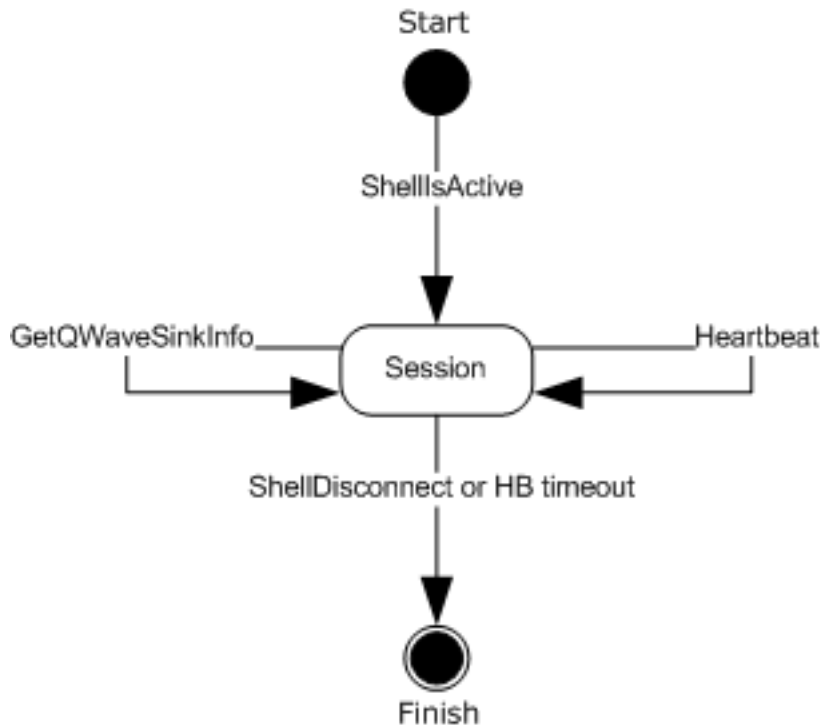 Start
ShellIsActive
GetQWaveSinkInfo
Heartbeat
Session
ShellDisconnect or HB timeout
Finish